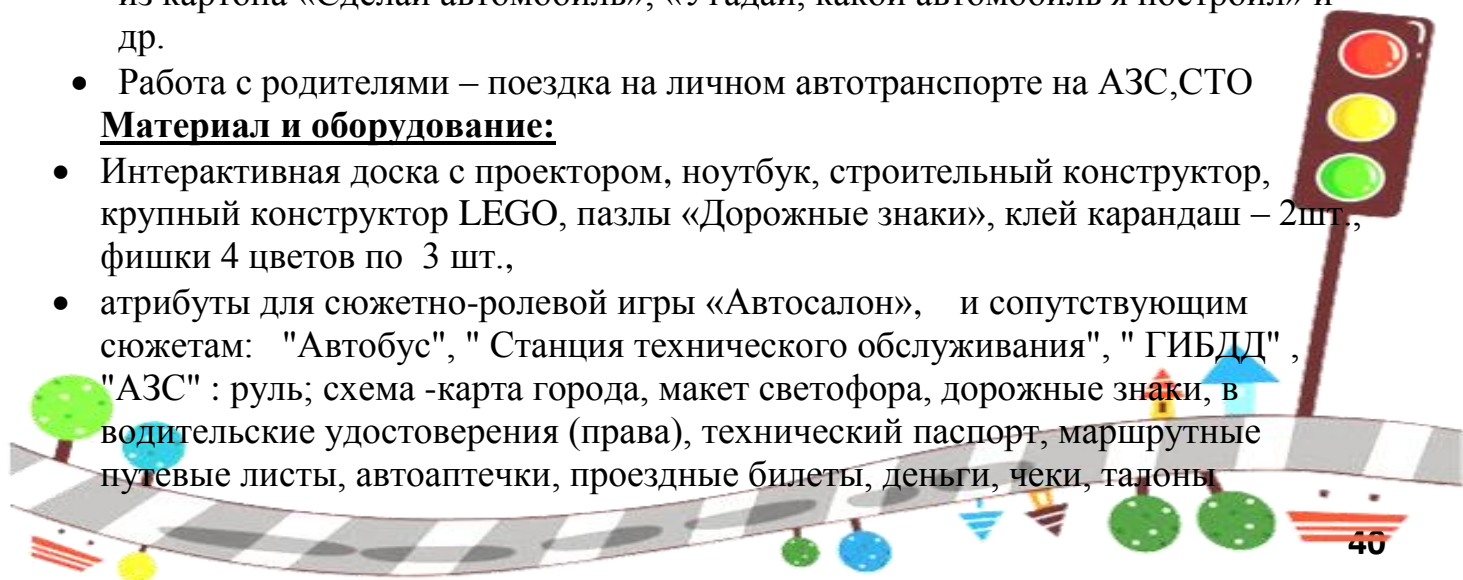 из картона «Сделай автомобиль», «Угадай, какой автомобиль я построил» и
др.
• Работа с родителями – поездка на личном автотранспорте на АЗС,СТО
Материал и оборудование:
• Интерактивная доска с проектором, ноутбук, строительный конструктор,
крупный конструктор LEGO, пазлы «Дорожные знаки», клей карандаш – 2шт.,
фишки 4 цветов по 3 шт.,
• атрибуты для сюжетно-ролевой игры «Автосалон», и сопутствующим
сюжетам: "Автобус", " Станция технического обслуживания", " ГИБДД" ,
"АЗС" : руль; схема -карта города, макет светофора, дорожные знаки, в
водительские удостоверения (права), технический паспорт, маршрутные
путевые листы, автоаптечки, проездные билеты, деньги, чеки, талоны
40